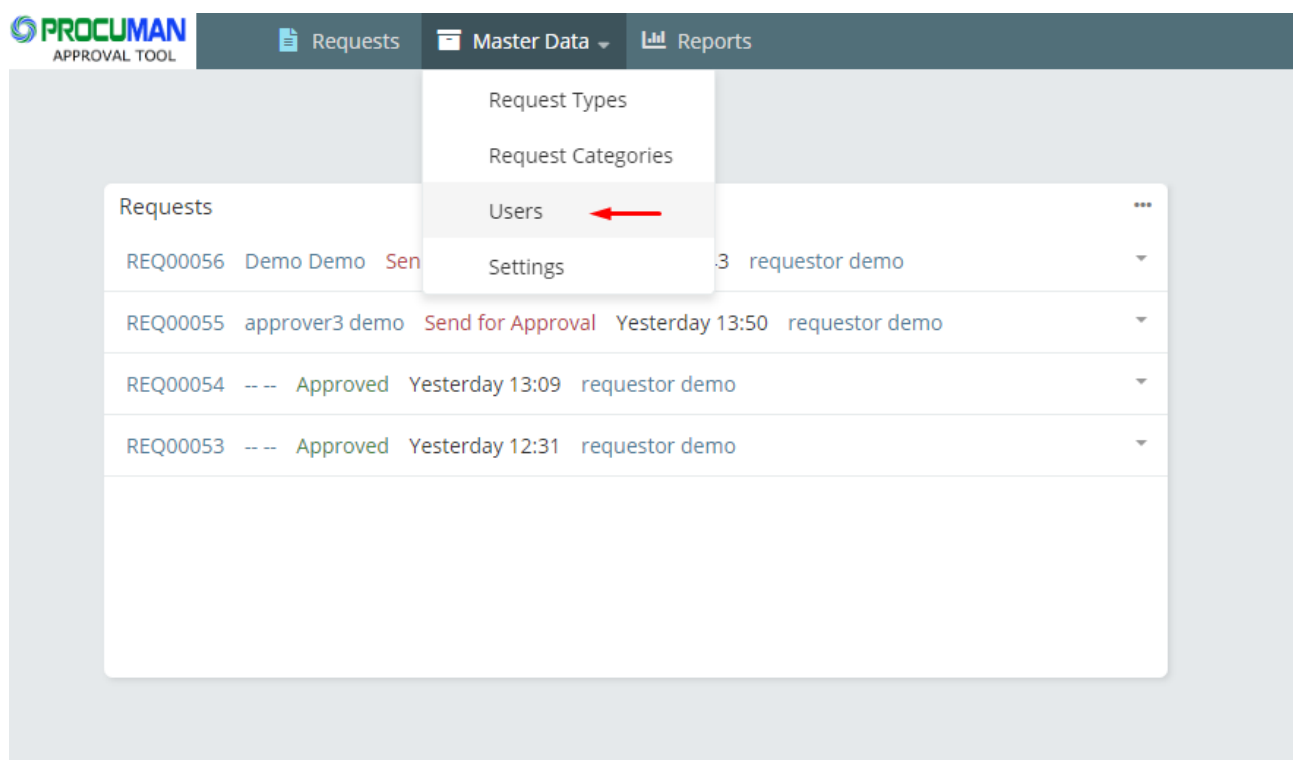 PROCUMAN
APPROVAL TOOL
Requests
Master Data
Reports
Request Types
Request Categories
Users
Settings
Requests
REQ00056 Demo Demo Sen 3 requestor demo
REQ00055 approver3 demo Send for Approval Yesterday 13:50 requestor demo
REQ00054 -- -- Approved Yesterday 13:09 requestor demo
REQ00053 -- -- Approved Yesterday 12:31 requestor demo